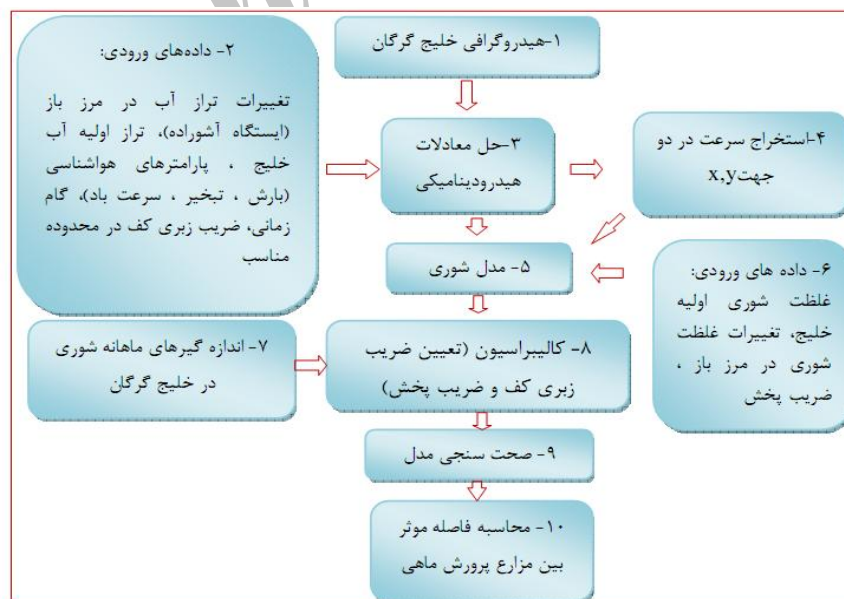 ۱-هیدروگرافی خلیج گرگان
۲- داده‌های ورودی:
تغییرات تراز آب در مرز باز
(ایستگاه آشوراده)، تراز اولیه آب
خلیج ، پارامترهای هواشناسی
(بارش ، تبخیر ، سرعت باد)، گام
زمانی، ضریب زبری کف در محدوده
مناسب
۳-حل معادلات
هیدرودینامیکی
۴-استخراج سرعت در دو
جهتx,y
۵- مدل شوری
۶- داده های ورودی:
غلظت شوری اولیه
خلیج، تغییرات غلظت
شوری در مرز باز ،
ضریب پخش
۷- اندازه گیرهای ماهانه شوری
در خلیج گرگان
۸- کالیبراسیون (تعیین ضریب
زبری کف و ضریب پخش)
۹- صحت سنجی مدل
۱۰- محاسبه فاصله موثر
بین مزارع پرورش ماهی